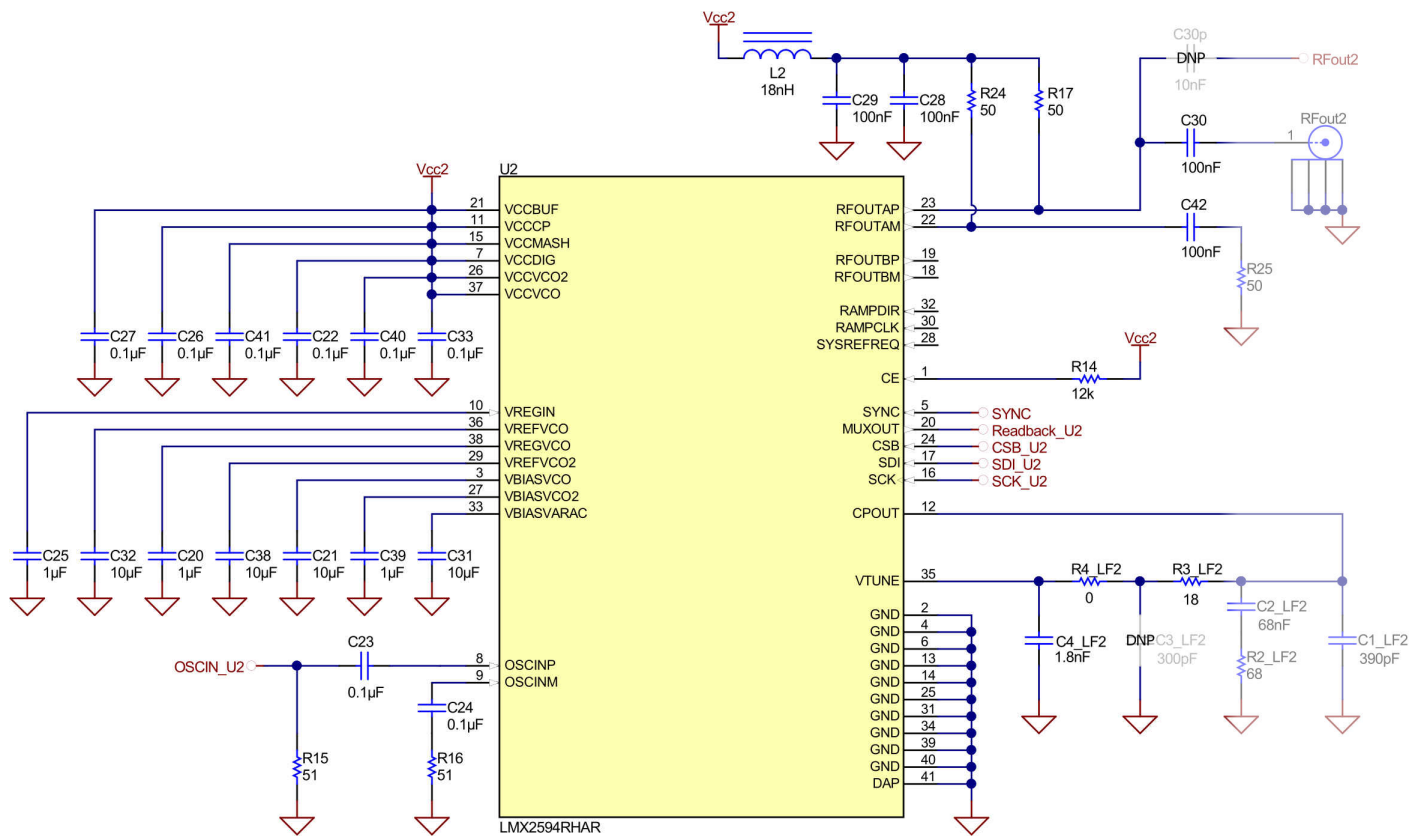 Vcc2
L2
18nH
C29
100nF
C28
100nF
R24
50
R17
50
C30p
DNP
10nF
RFout2
C30
100nF
1
RFout2
C42
100nF
R25
50
Vcc2
U2
21 VCCBUF
11 VCCCP
15 VCCMASH
7 VCCDIG
26 VCCVCO2
37 VCCVCO
C27
0.1µF
C26
0.1µF
C41
0.1µF
C22
0.1µF
C40
0.1µF
C33
0.1µF
10 VREGIN
36 VREFVCO
38 VREGVCO
29 VREFVCO2
3 VBIASVCO
27 VBIASVCO2
33 VBIASVARAC
C25
1µF
C32
10µF
C20
1µF
C38
10µF
C21
10µF
C39
1µF
C31
10µF
OSCIN_U2
C23
0.1µF
8 OSCINP
9 OSCINM
C24
0.1µF
R15
51
R16
51
RFOUTAP 23
RFOUTAM 22
RFOUTBP 19
RFOUTBM 18
RAMPDIR 32
RAMPCLK 30
SYSREFREQ 28
CE 1
R14
12k
Vcc2
SYNC 5 SYNC
MUXOUT 20 Readback_U2
CSB 24 CSB_U2
SDI 17 SDI_U2
SCK 16 SCK_U2
CPOUT 12
VTUNE 35
R4_LF2
0
R3_LF2
18
C4_LF2
1.8nF
DNP
C3_LF2
300pF
C2_LF2
68nF
R2_LF2
68
C1_LF2
390pF
GND 2
GND 4
GND 6
GND 13
GND 14
GND 25
GND 31
GND 34
GND 39
GND 40
DAP 41
LMX2594RHAR